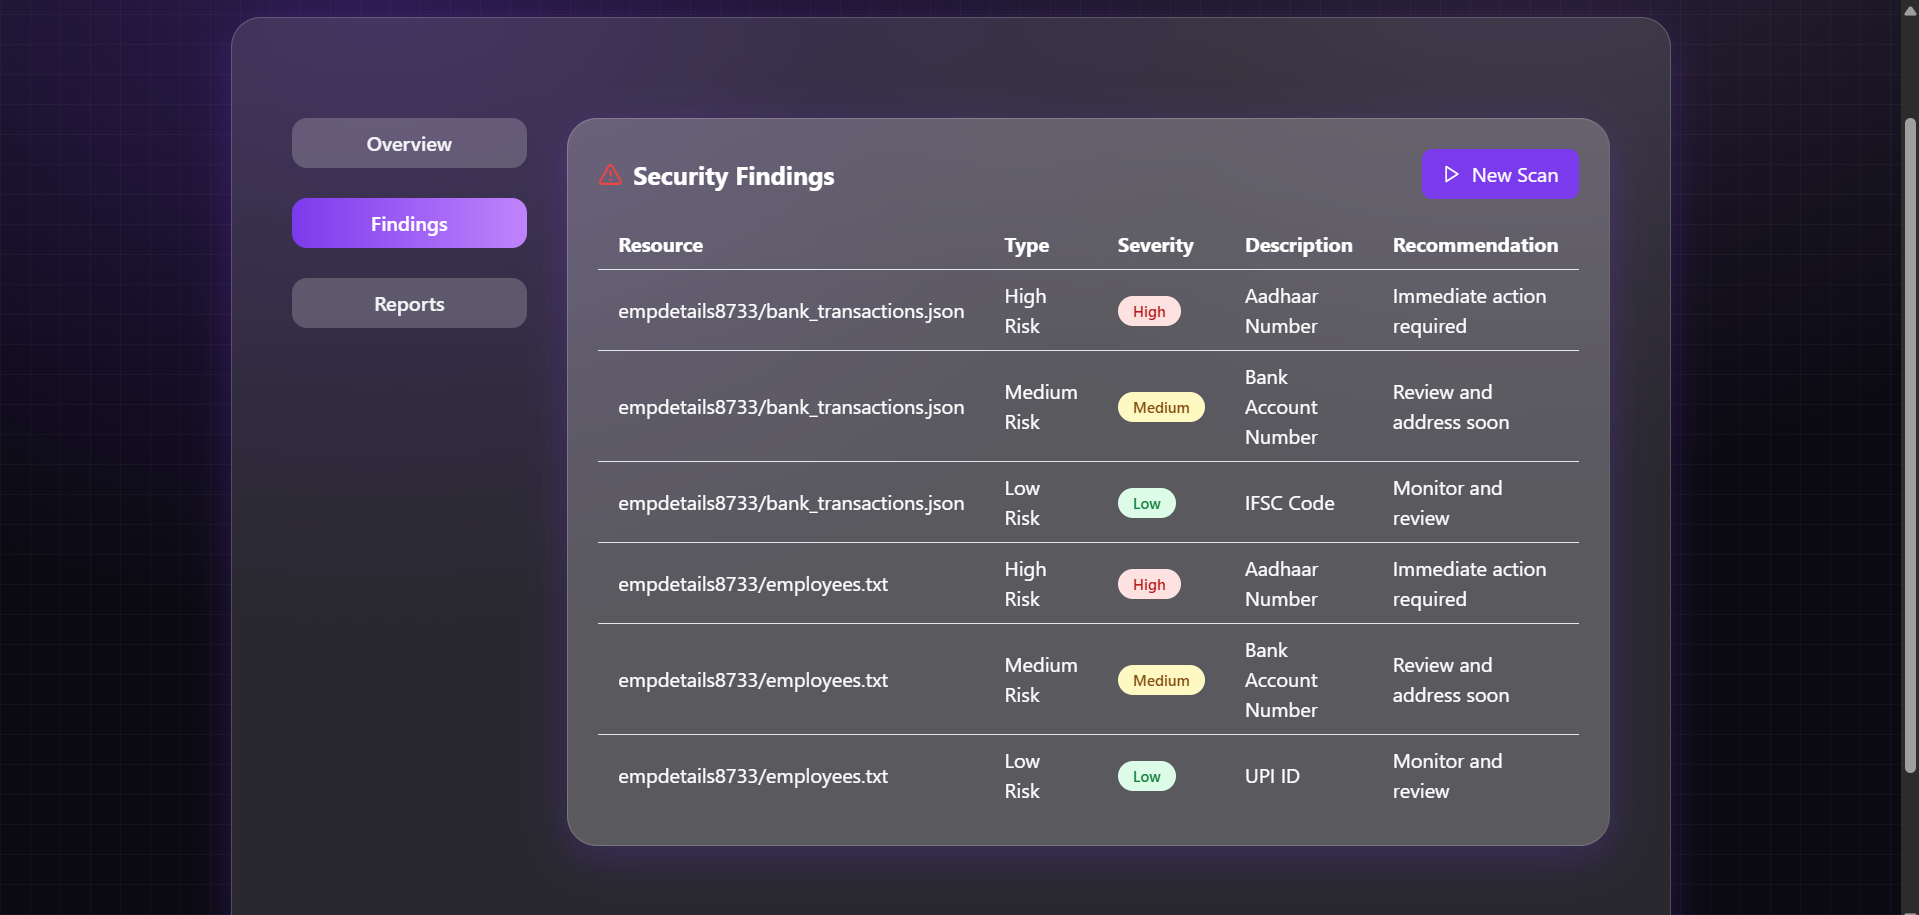 Overview
Findings
Reports
Security Findings
New Scan
Resource Type Severity Description Recommendation
empdetails8733/bank_transactions.json High Risk High Aadhaar Number Immediate action required
empdetails8733/bank_transactions.json Medium Risk Medium Bank Account Number Review and address soon
empdetails8733/bank_transactions.json Low Risk Low IFSC Code Monitor and review
empdetails8733/employees.txt High Risk High Aadhaar Number Immediate action required
empdetails8733/employees.txt Medium Risk Medium Bank Account Number Review and address soon
empdetails8733/employees.txt Low Risk Low UPI ID Monitor and review